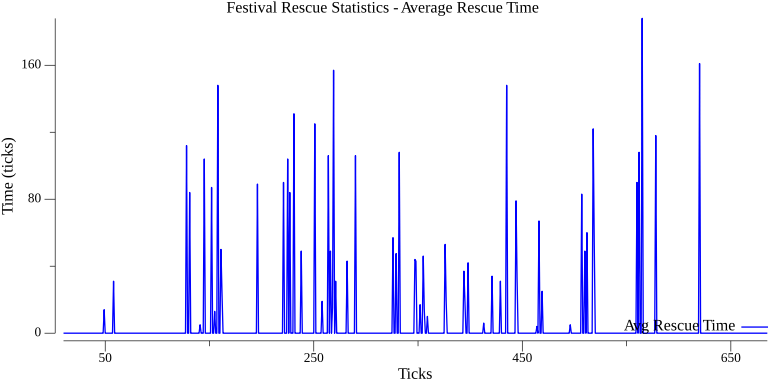 Festival Rescue Statistics - Average Rescue Time
Time (ticks)
160
80
0
Avg Rescue Time
50
250
450
650
Ticks